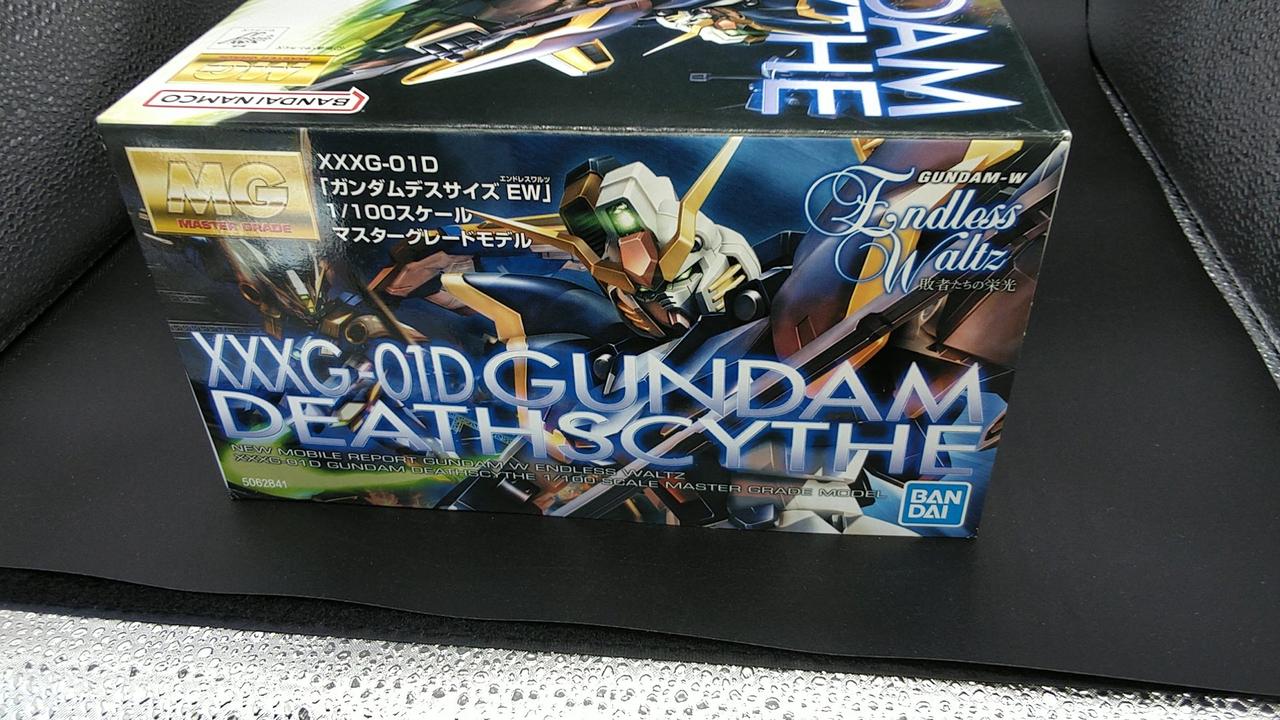 MG
MASTER GRADE
BANDAI NAMCO
DAM
THE
MG
MASTER GRADE
XXXG-01D
エンドレスワルツ
「ガンダムデスサイズ EW」
1/100スケール
マスターグレードモデル
GUNDAM-W
Endless
Waltz
敗者たちの栄光
XXXG-01D GUNDAM
DEATHSCYTHE
NEW MOBILE REPORT GUNDAM W ENDLESS WALTZ
XXXG-01D GUNDAM DEATHSCYTHE 1/100 SCALE MASTER GRADE MODEL
5062841
BAN
DAI